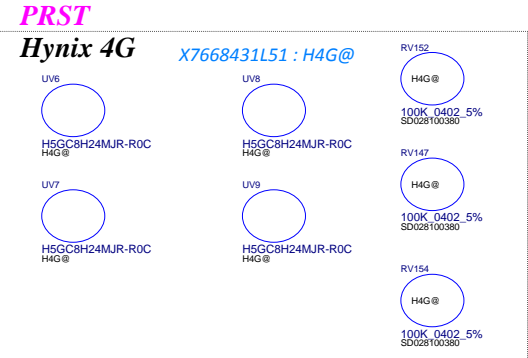 PRST
Hynix 4G
X7668431L51 : H4G@
UV6
H5GC8H24MJR-R0C
H4G@
UV8
H5GC8H24MJR-R0C
H4G@
RV152
H4G@
100K_0402_5%
SD028100380
UV7
H5GC8H24MJR-R0C
H4G@
UV9
H5GC8H24MJR-R0C
H4G@
RV147
H4G@
100K_0402_5%
SD028100380
RV154
H4G@
100K_0402_5%
SD028100380